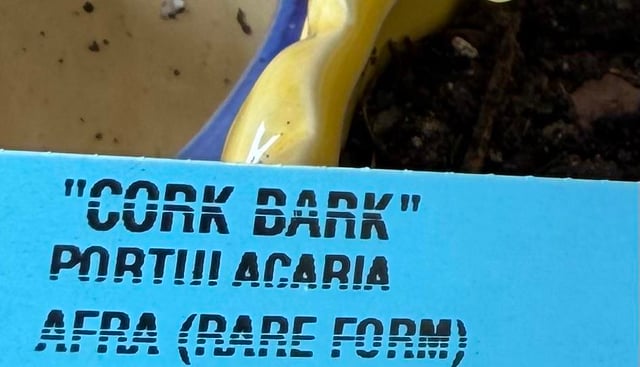 "CORK BARK"
PORTULACARIA
AFRA (RARE FORM)